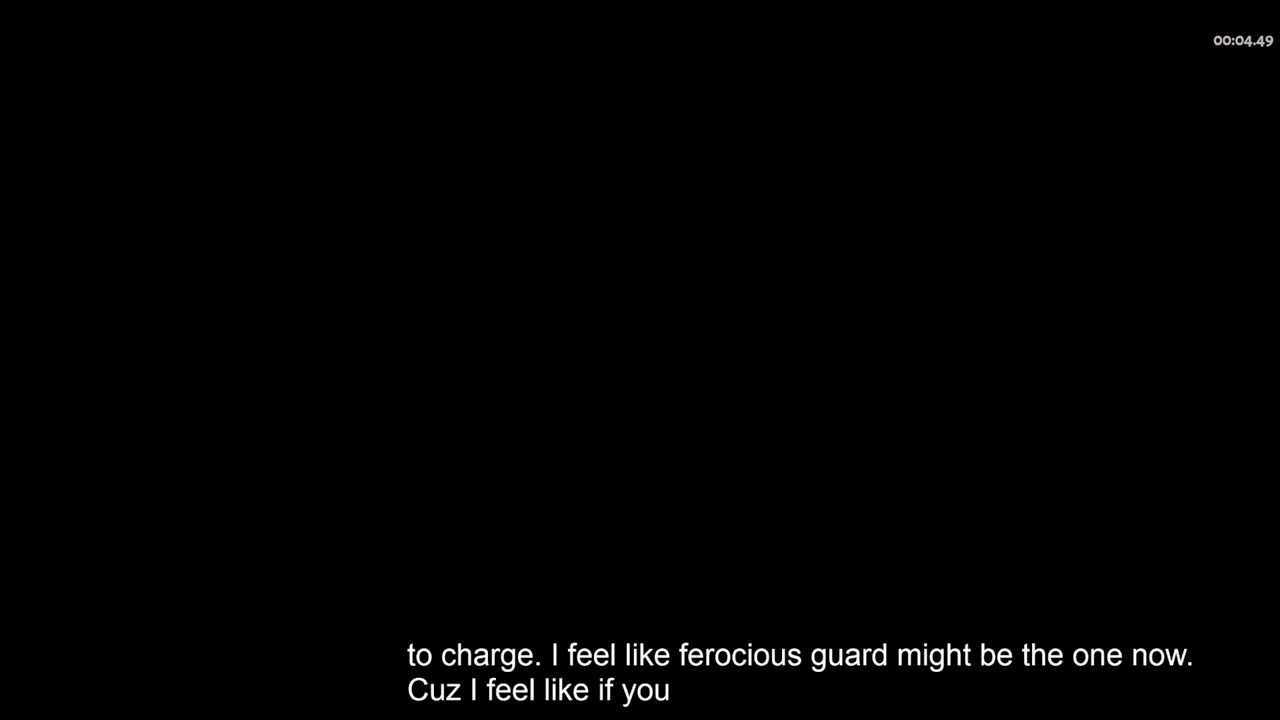 00:04.49
to charge. I feel like ferocious guard might be the one now.
Cuz I feel like if you